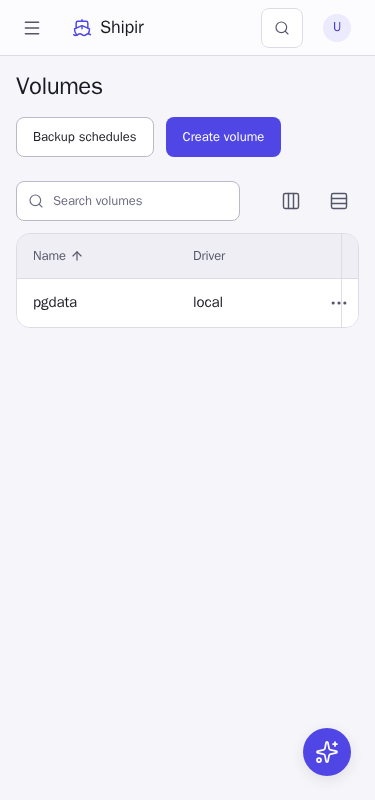 Shipir
U
Volumes
Backup schedules
Create volume
Search volumes
Name
Driver
pgdata
local